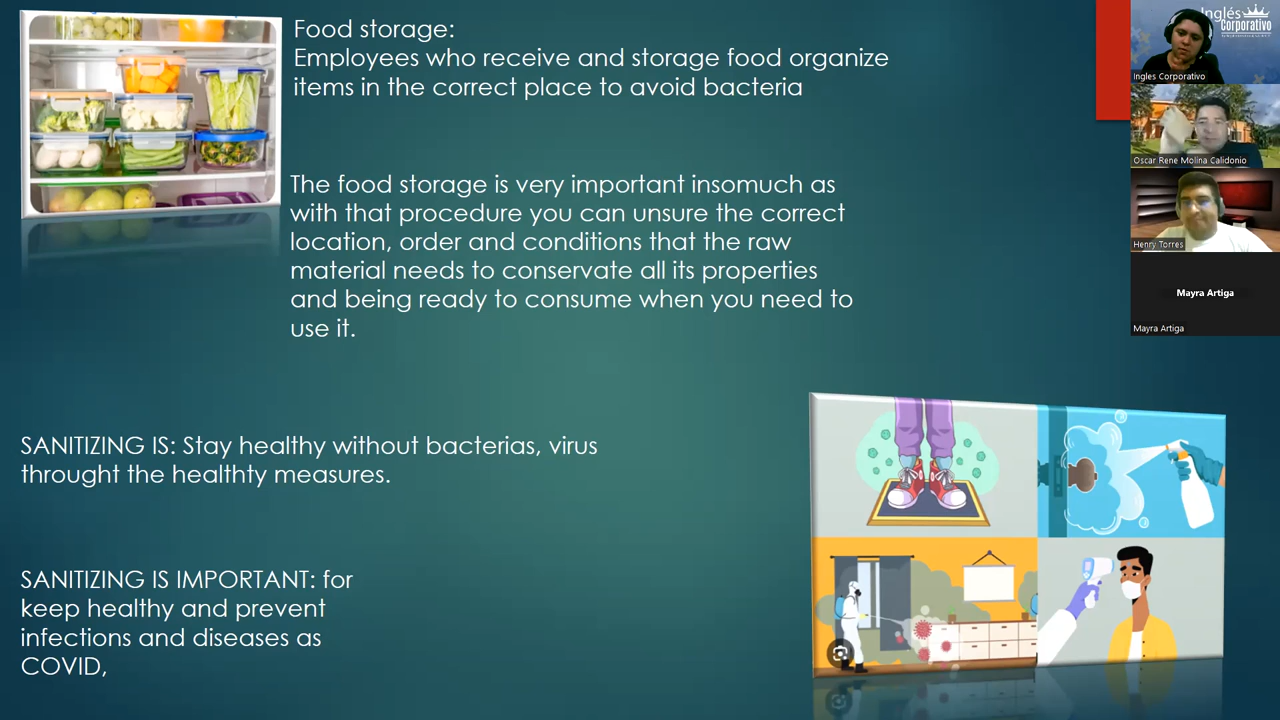 Food storage:
Employees who receive and storage food organize
items in the correct place to avoid bacteria
The food storage is very important insomuch as
with that procedure you can unsure the correct
location, order and conditions that the raw
material needs to conservate all its properties
and being ready to consume when you need to
use it.
SANITIZING IS: Stay healthy without bacterias, virus
throught the healthty measures.
SANITIZING IS IMPORTANT: for
keep healthy and prevent
infections and diseases as
COVID,
Inglés
Corporativo
Ingles Corporativo
Oscar Rene Molina Calidonio
Henry Torres
Mayra Artiga
Mayra Artiga